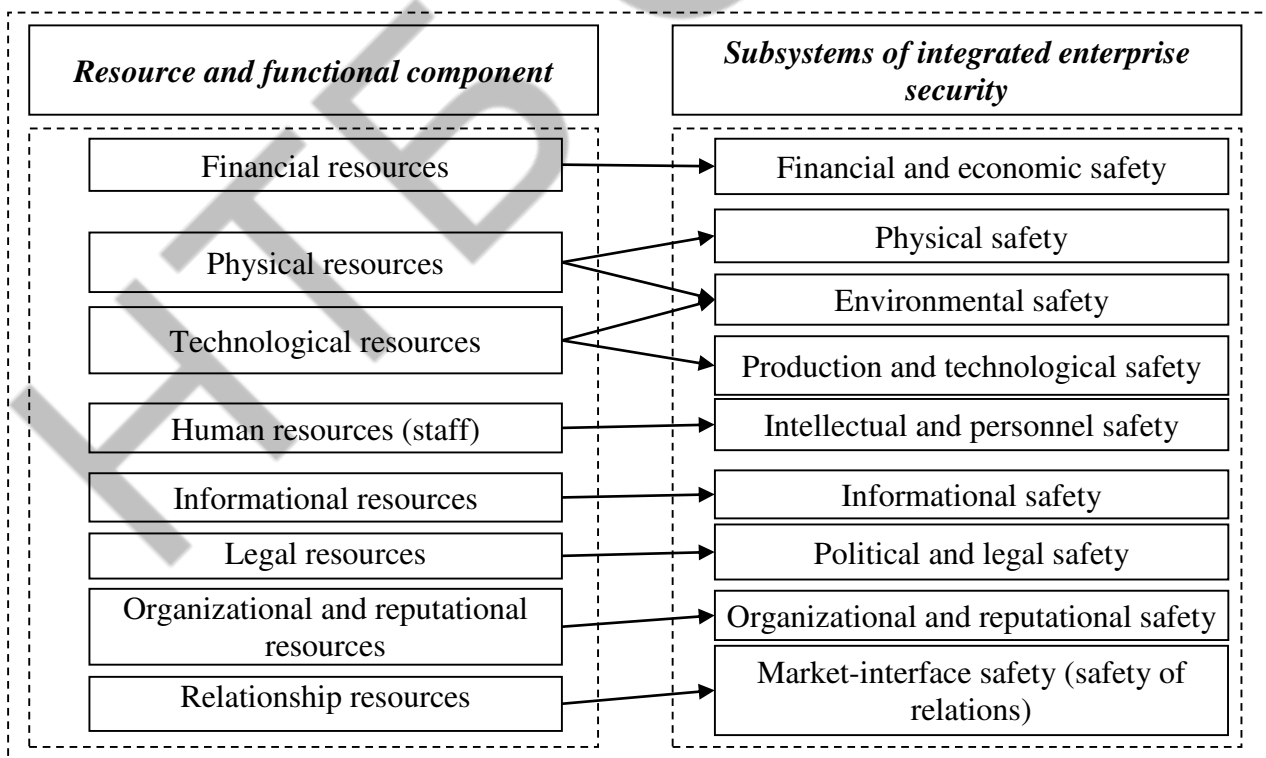 Resource and functional component
Subsystems of integrated enterprise
security
Financial resources
Financial and economic safety
Physical resources
Physical safety
Environmental safety
Technological resources
Production and technological safety
Human resources (staff)
Intellectual and personnel safety
Informational resources
Informational safety
Legal resources
Political and legal safety
Organizational and reputational
resources
Organizational and reputational safety
Relationship resources
Market-interface safety (safety of
relations)
НТБ